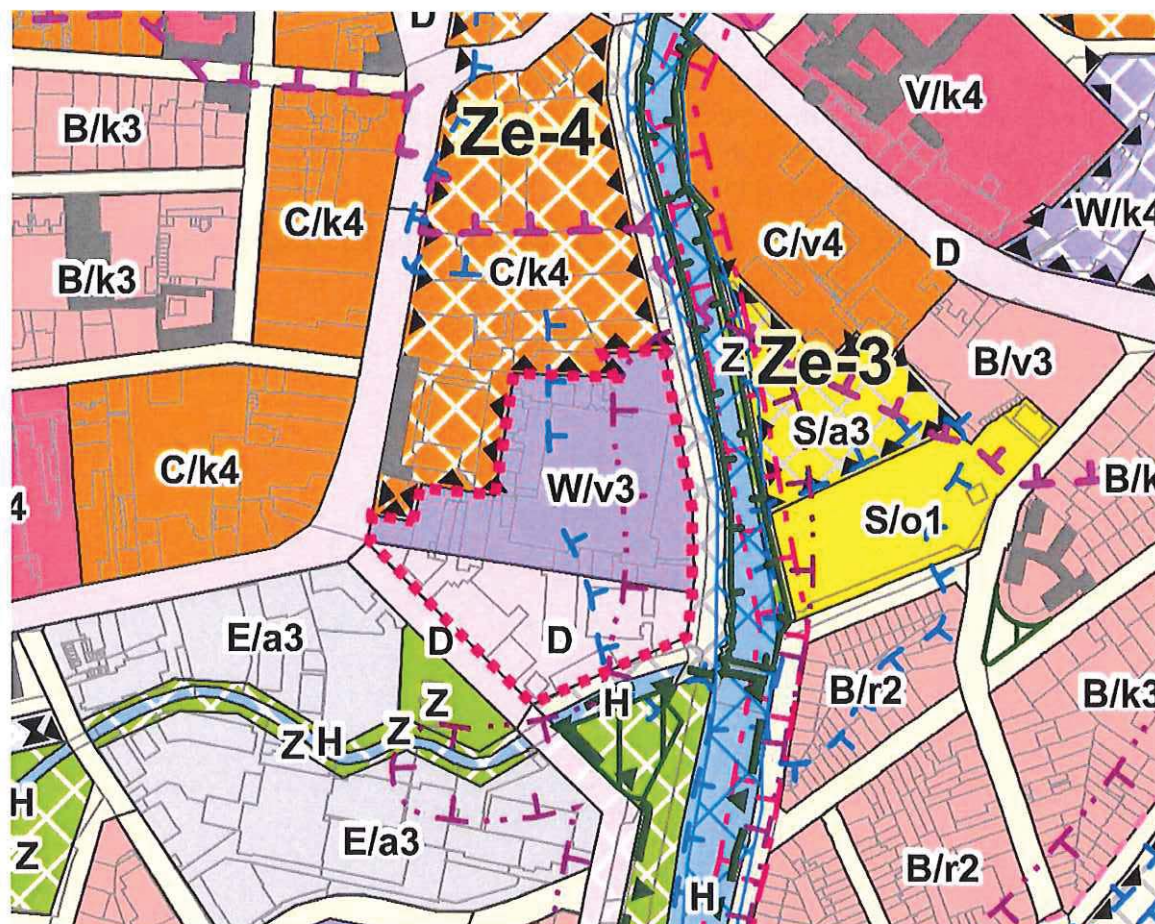 D
V/k4
B/k3
Ze-4
W/k4
C/k4
C/v4
D
B/k3
C/k4
Z
Ze-3
B/v3
S/a3
C/k4
W/v3
B/k
4
S/o1
E/a3
D
D
B/r2
B/k3
Z
H
Z
H
Z
H
E/a3
Z
B/r2
H